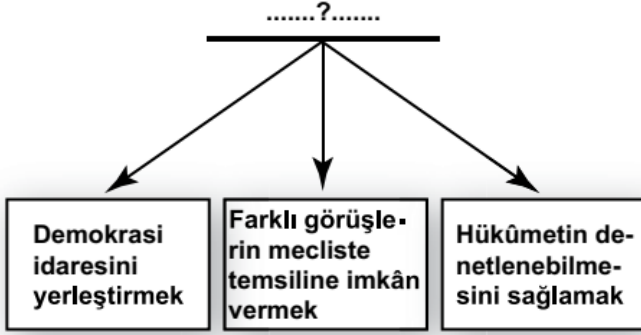 .......?.......
Demokrasi
idaresini
yerleştirmek
Farklı görüşle-
rin mecliste
temsiline imkân
vermek
Hükûmetin de-
netlenebilme-
sini sağlamak